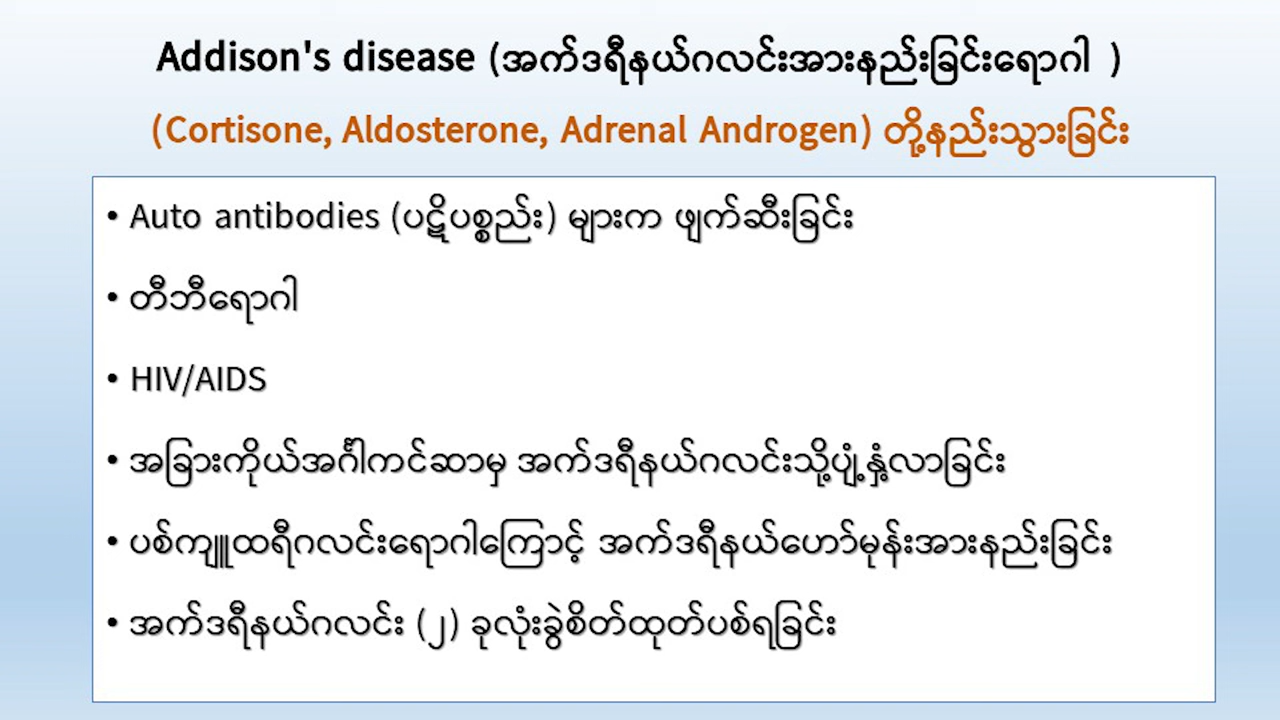 Addison's disease (အက်ဒရီနယ်ဂလင်းအားနည်းခြင်းရောဂါ )
(Cortisone, Aldosterone, Adrenal Androgen) တို့နည်းသွားခြင်း
• Auto antibodies (ပဋိပစ္စည်း) များက ဖျက်ဆီးခြင်း
• တီဘီရောဂါ
• HIV/AIDS
• အခြားကိုယ်အင်္ဂါကင်ဆာမှ အက်ဒရီနယ်ဂလင်းသို့ပျံ့နှံ့လာခြင်း
• ပစ်ကျူူထရီဂလင်းရောဂါကြောင့် အက်ဒရီနယ်ဟော်မုန်းအားနည်းခြင်း
• အက်ဒရီနယ်ဂလင်း (၂) ခုလုံးခွဲစိတ်ထုတ်ပစ်ရခြင်း